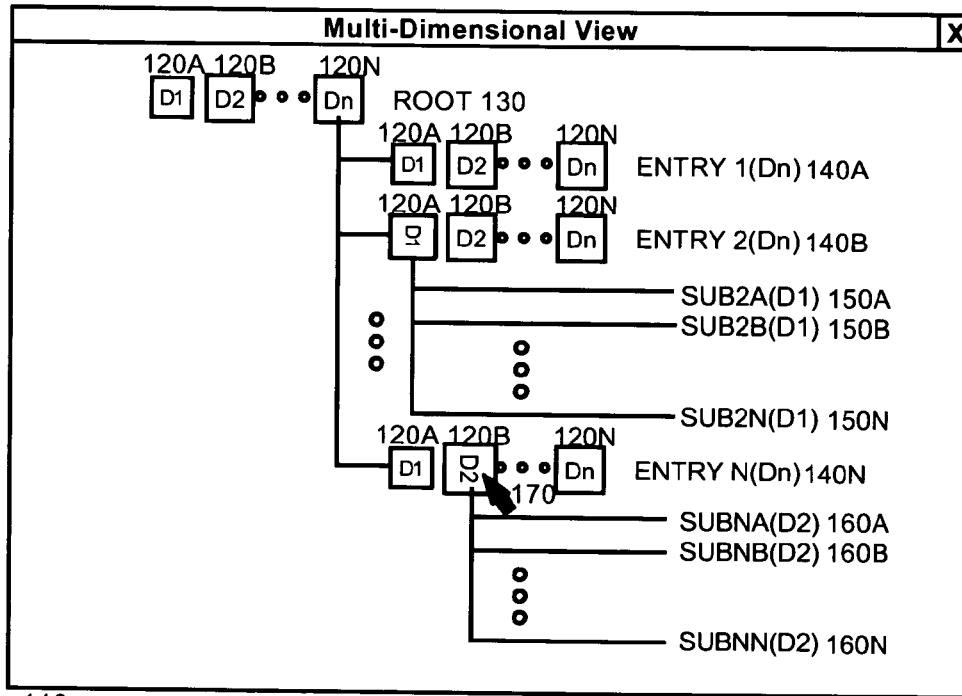 Multi-Dimensional View X
120A 120B 120N
D1 D2 Dn ROOT 130
120A 120B 120N
D1 D2 Dn ENTRY 1(Dn) 140A
120A 120B 120N
D1 D2 Dn ENTRY 2(Dn) 140B
SUB2A(D1) 150A
SUB2B(D1) 150B
SUB2N(D1) 150N
120A 120B 120N
D1 D2 Dn ENTRY N(Dn) 140N
170
SUBNA(D2) 160A
SUBNB(D2) 160B
SUBNN(D2) 160N